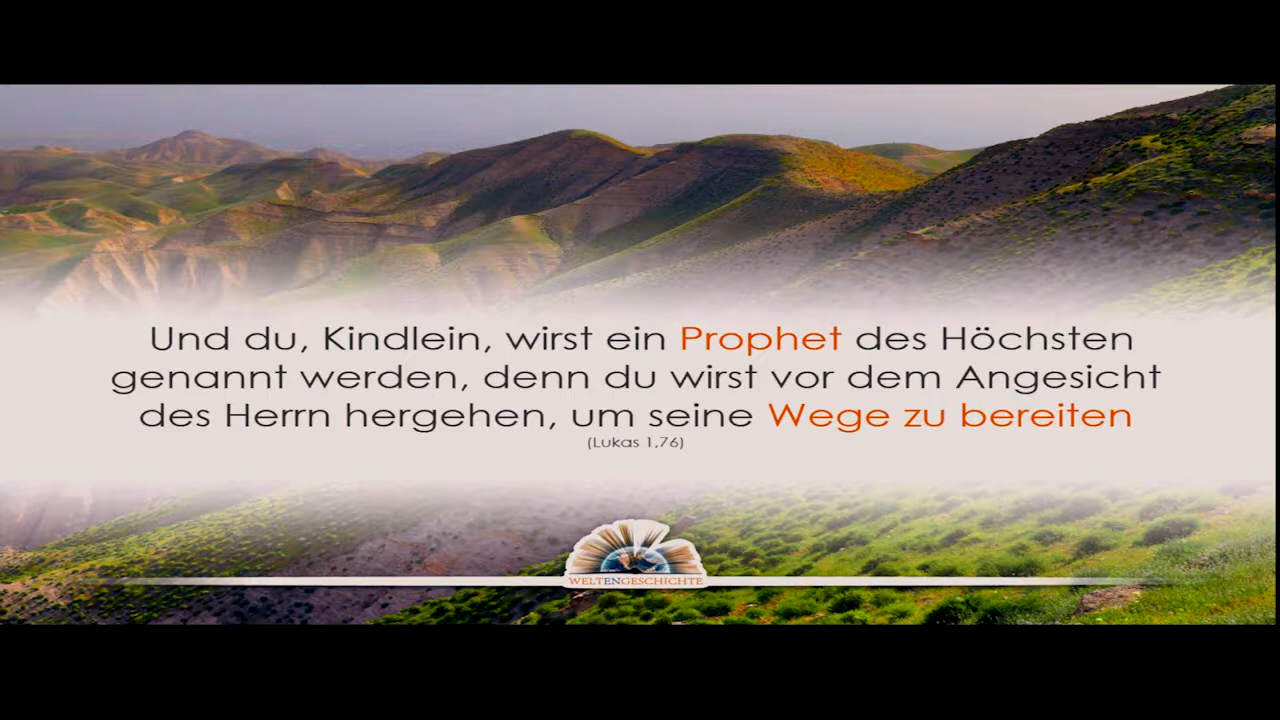 Und du, Kindlein, wirst ein Prophet des Höchsten
genannt werden, denn du wirst vor dem Angesicht
des Herrn hergehen, um seine Wege zu bereiten
(Lukas 1,76)
WELTENGESCHICHTE